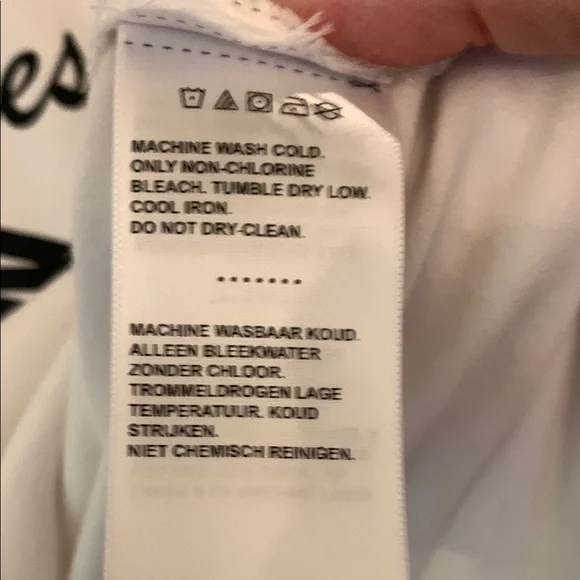 es
MACHINE WASH COLD.
ONLY NON-CHLORINE
BLEACH. TUMBLE DRY LOW.
COOL IRON.
DO NOT DRY-CLEAN.
.......
MACHINE WASBAAR KOUD.
ALLEEN BLEEKWATER
ZONDER CHLOOR.
TROMMELDROGEN LAGE
TEMPERATUUR. KOUD
STRIJKEN.
NIET CHEMISCH REINIGEN.